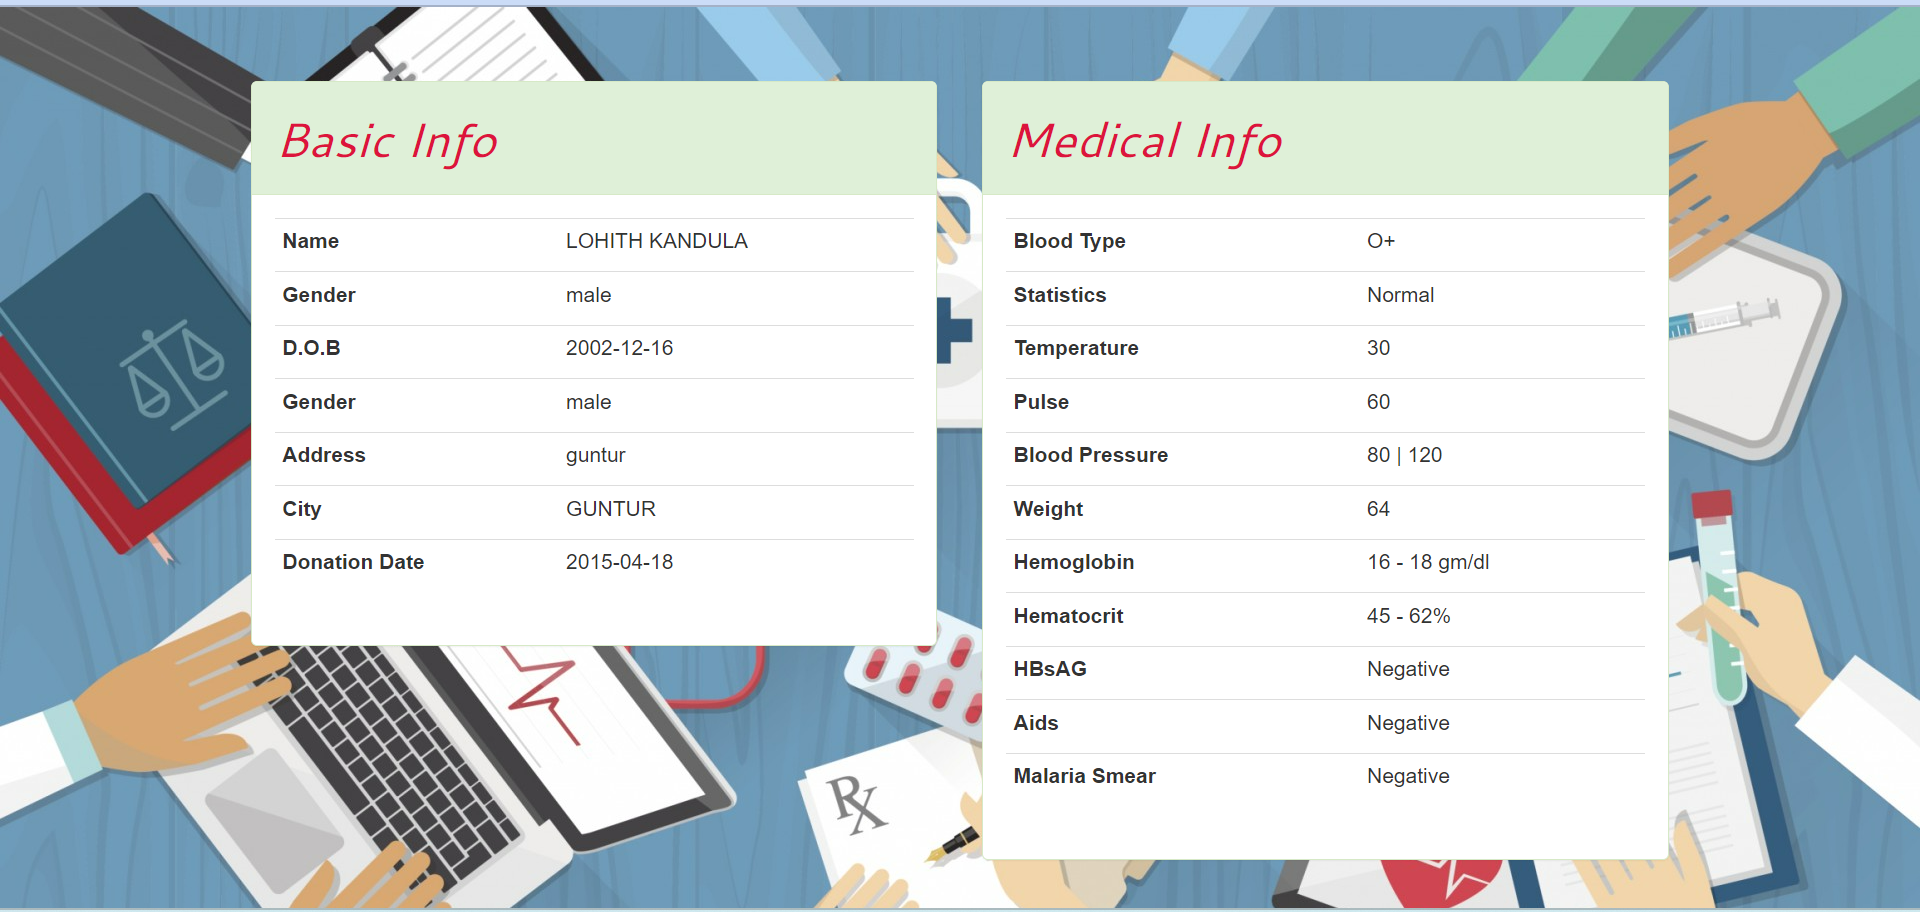 Basic Info
Name LOHITH KANDULA
Gender male
D.O.B 2002-12-16
Gender male
Address guntur
City GUNTUR
Donation Date 2015-04-18
Medical Info
Blood Type O+
Statistics Normal
Temperature 30
Pulse 60
Blood Pressure 80 | 120
Weight 64
Hemoglobin 16 - 18 gm/dl
Hematocrit 45 - 62%
HBsAG Negative
Aids Negative
Malaria Smear Negative
RX